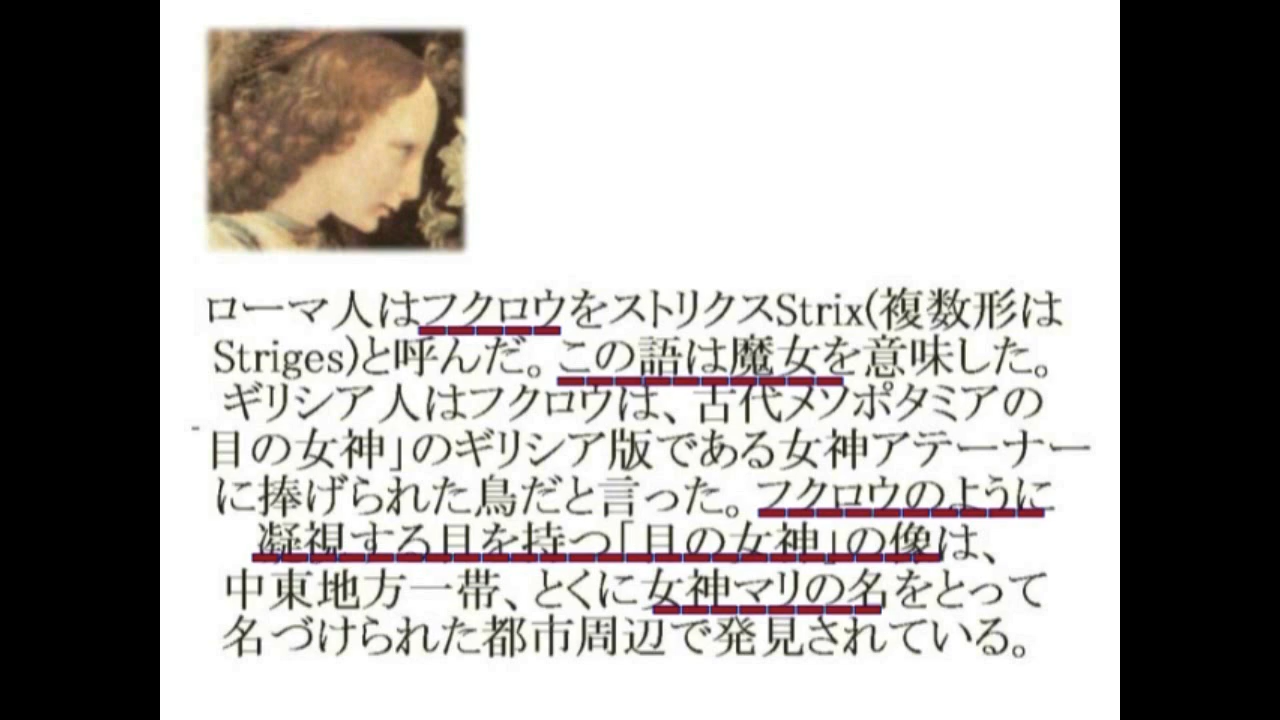 ローマ人はフクロウをストリクスStrix(複数形は
Striges)と呼んだ。この語は魔女を意味した。
ギリシア人はフクロウは、古代メソポタミアの
目の女神」のギリシア版である女神アテーナー
に捧げられた鳥だと言った。フクロウのように
凝視する目を持つ「目の女神」の像は、
中東地方一帯、とくに女神マリの名をとって
名づけられた都市周辺で発見されている。